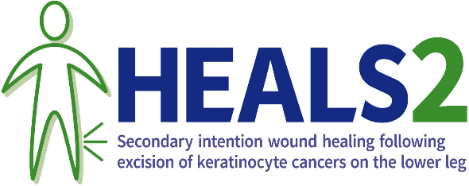 HEALS2
Secondary intention wound healing following
excision of keratinocyte cancers on the lower leg